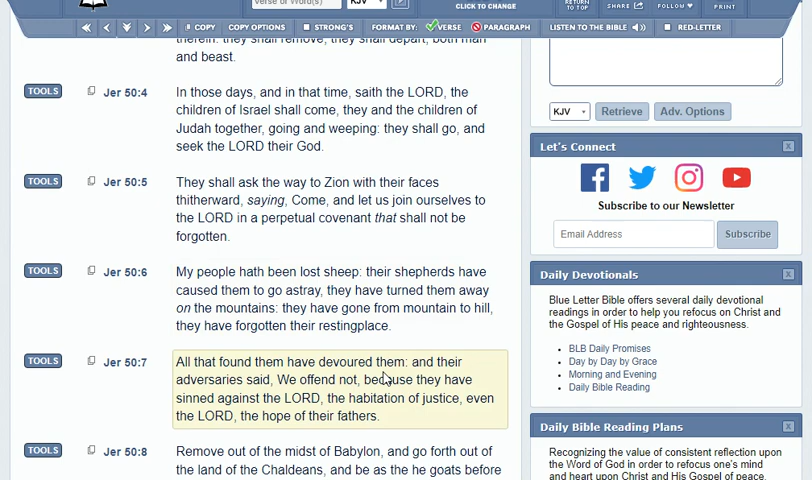 Verse or Word(s)
KJV
CLICK TO CHANGE
RETURN TO TOP
SHARE
FOLLOW
PRINT
COPY
COPY OPTIONS
STRONG'S
FORMAT BY:
VERSE
PARAGRAPH
LISTEN TO THE BIBLE
RED-LETTER
therein: they shall remove, they shall depart, both man
and beast.
TOOLS
Jer 50:4
In those days, and in that time, saith the LORD, the
children of Israel shall come, they and the children of
Judah together, going and weeping: they shall go, and
seek the LORD their God.
TOOLS
Jer 50:5
They shall ask the way to Zion with their faces
thitherward, saying, Come, and let us join ourselves to
the LORD in a perpetual covenant that shall not be
forgotten.
TOOLS
Jer 50:6
My people hath been lost sheep: their shepherds have
caused them to go astray, they have turned them away
on the mountains: they have gone from mountain to hill,
they have forgotten their restingplace.
TOOLS
Jer 50:7
All that found them have devoured them: and their
adversaries said, We offend not, because they have
sinned against the LORD, the habitation of justice, even
the LORD, the hope of their fathers.
TOOLS
Jer 50:8
Remove out of the midst of Babylon, and go forth out of
the land of the Chaldeans, and be as the he goats before
KJV
Retrieve
Adv. Options
Let's Connect
Subscribe to our Newsletter
Email Address
Subscribe
Daily Devotionals
Blue Letter Bible offers several daily devotional
readings in order to help you refocus on Christ and
the Gospel of His peace and righteousness.
BLB Daily Promises
Day by Day by Grace
Morning and Evening
Daily Bible Reading
Daily Bible Reading Plans
Recognizing the value of consistent reflection upon
the Word of God in order to refocus one's mind
and heart upon Christ and His Gospel of peace,